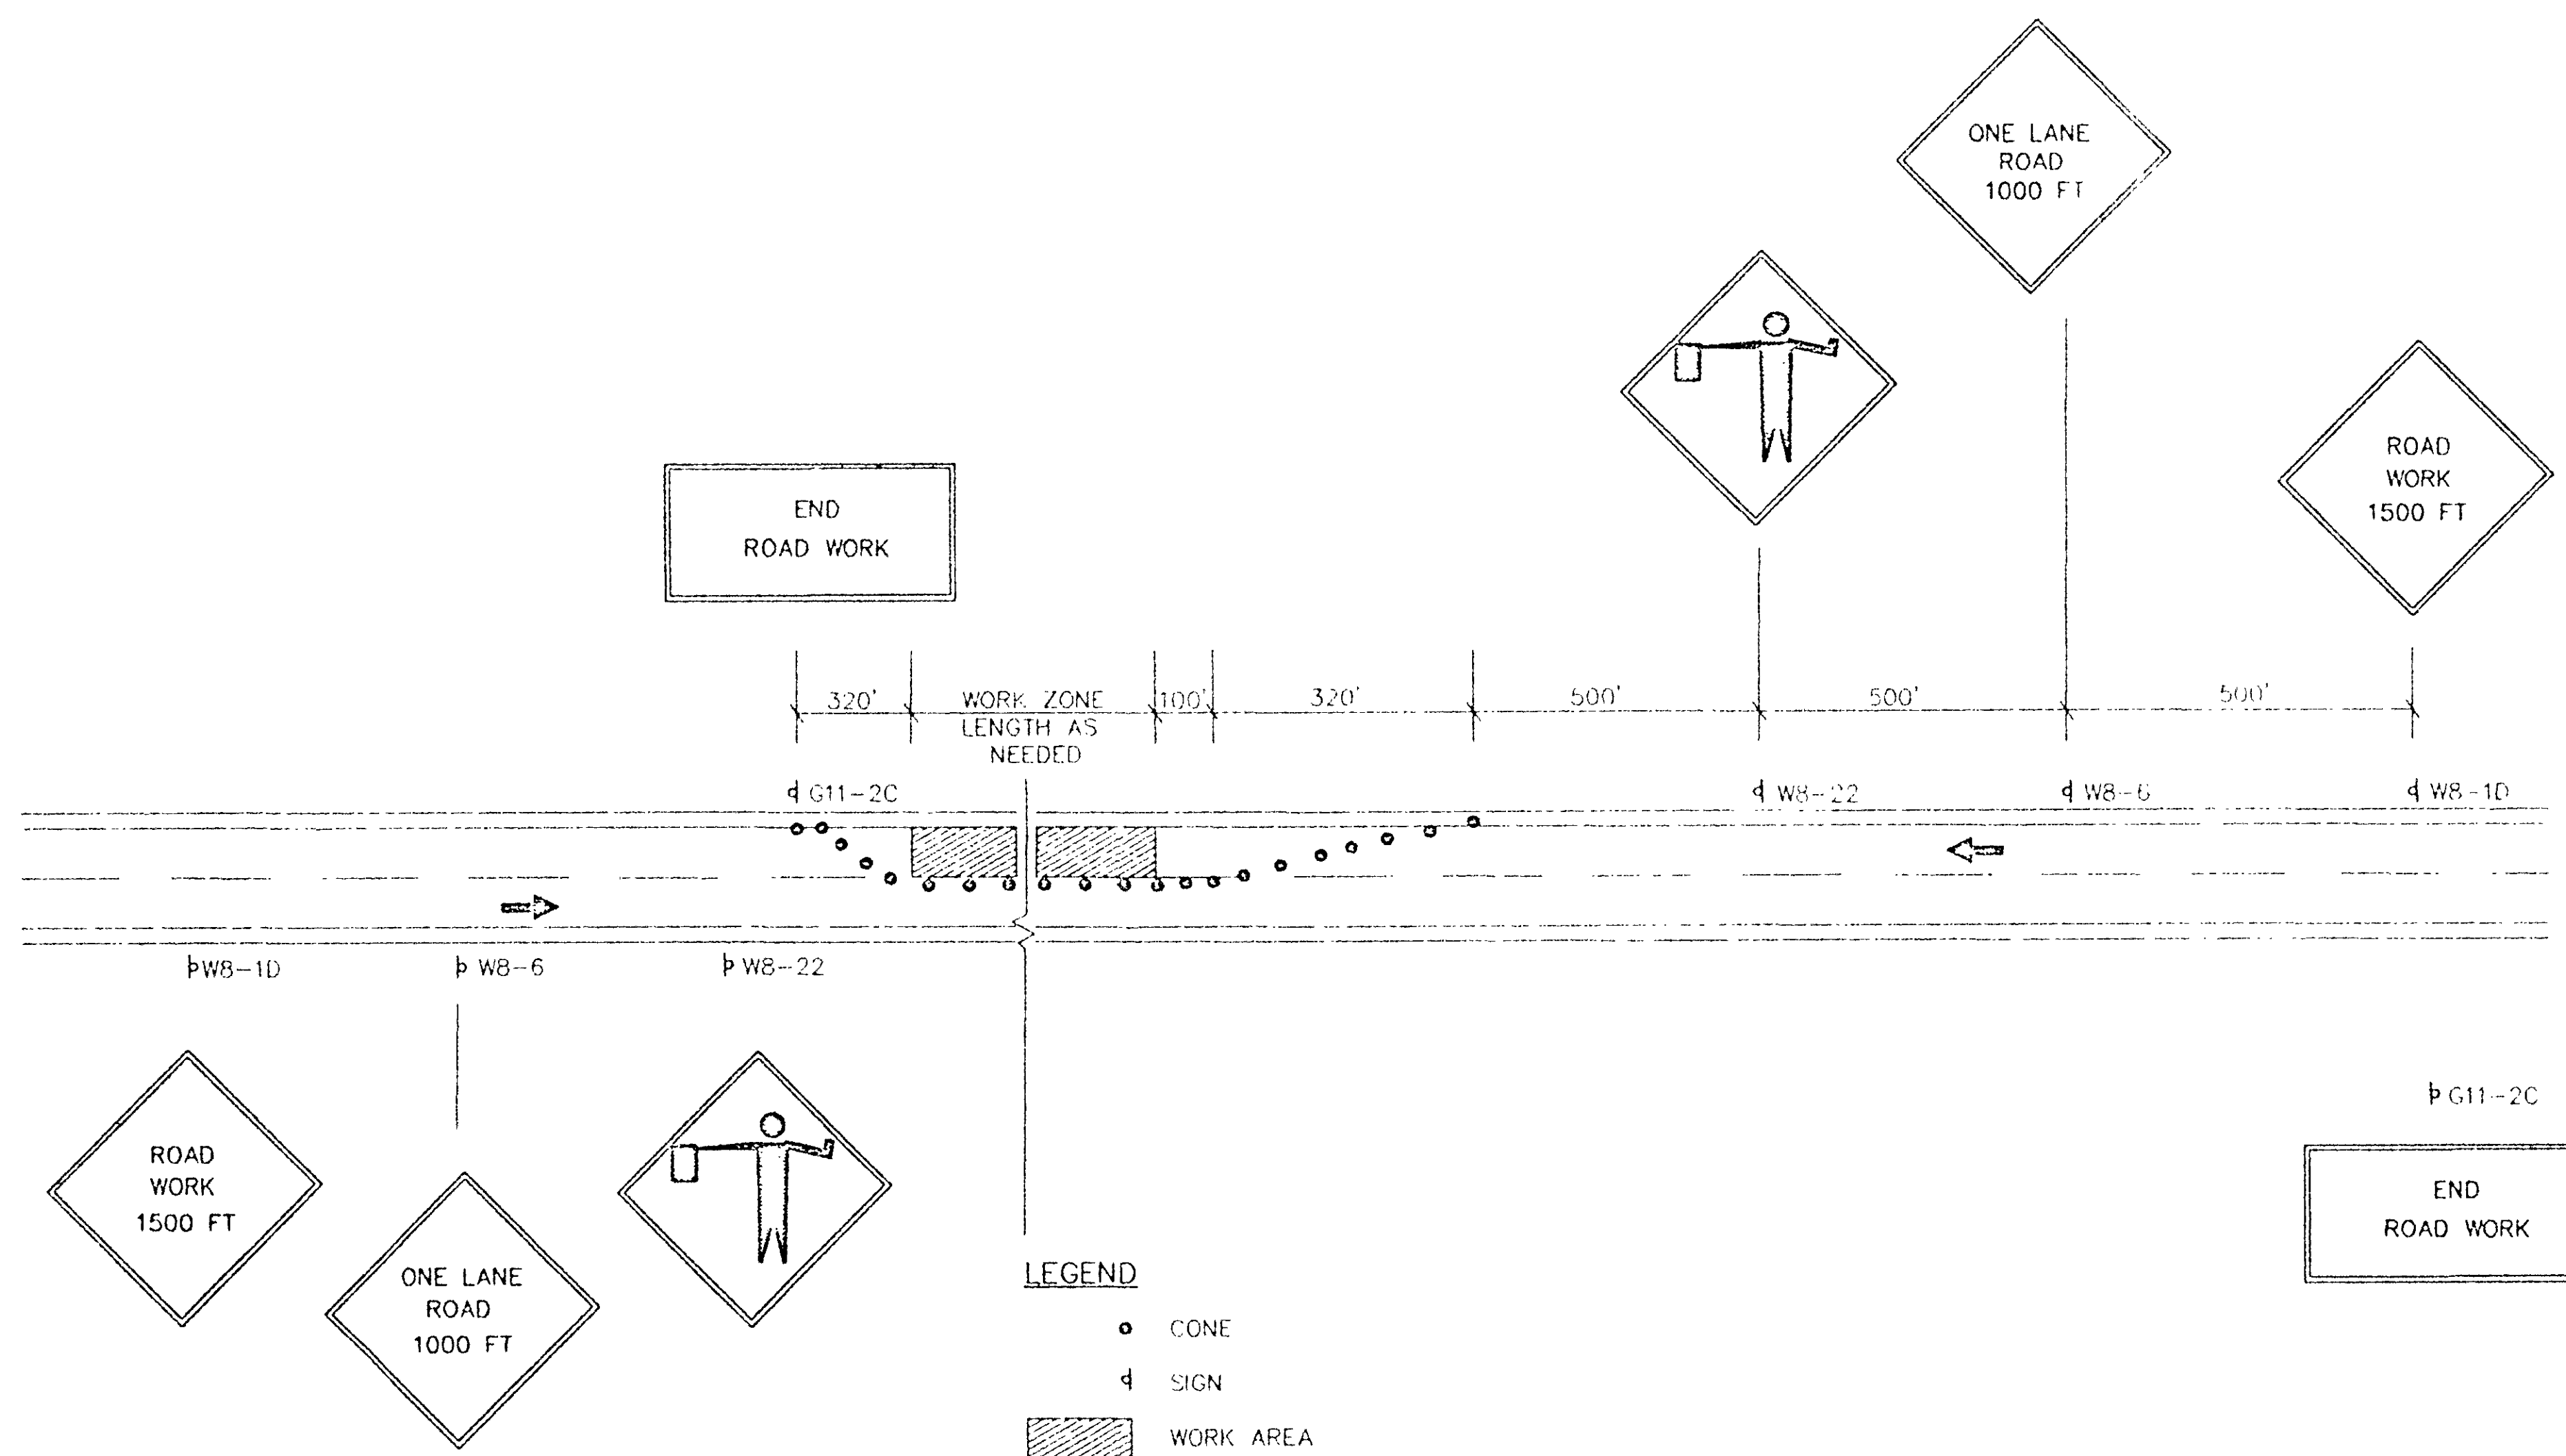 ONE LANE
ROAD
1000 FT
ROAD
WORK
1500 FT
END
ROAD WORK
320'
WORK ZONE
LENGTH AS
NEEDED
100'
320'
500'
500'
500'
G11-2C
W8-22
W8-6
W8-1D
W8-1D
W8-6
W8-22
G11-2C
ROAD
WORK
1500 FT
ONE LANE
ROAD
1000 FT
END
ROAD WORK
LEGEND
CONE
SIGN
WORK AREA